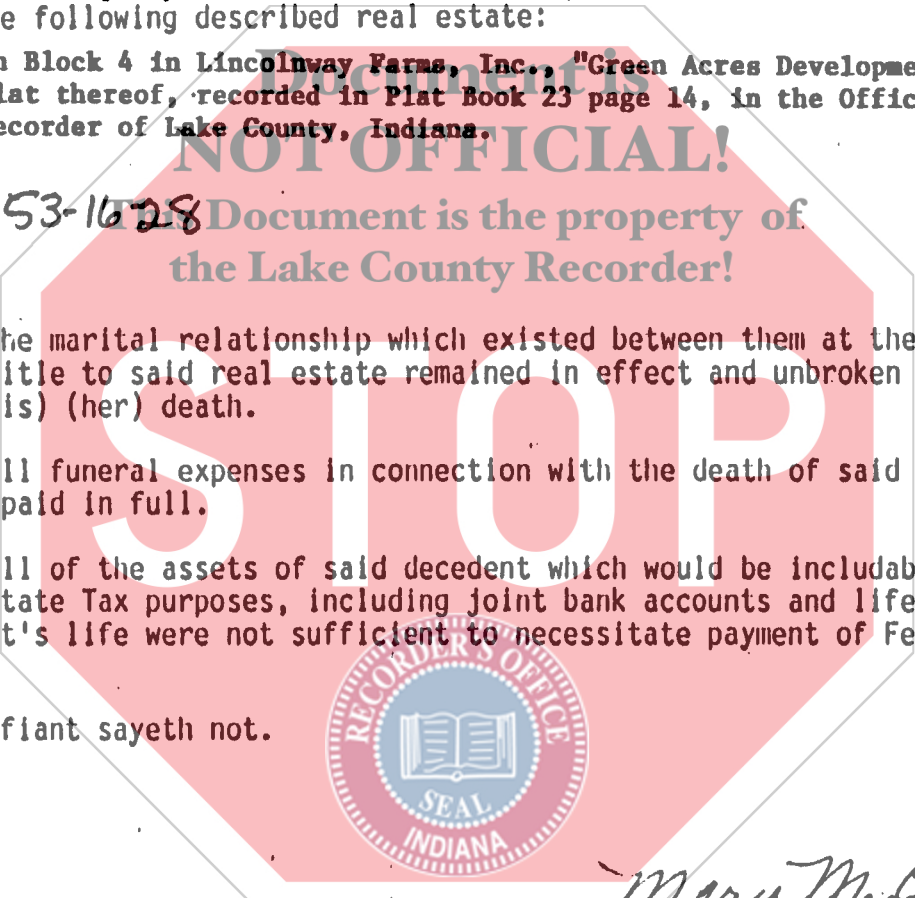 e following described real estate:
n Block 4 in Lincolnway Farms, Inc., "Green Acres Developme
Document is
lat thereof, recorded in Plat Book 23 page 14, in the Offic
ecorder of Lake County, Indiana.
NOT OFFICIAL!
53-1628
This Document is the property of
the Lake County Recorder!
he marital relationship which existed between them at the
itle to said real estate remained in effect and unbroken
is) (her) death.
STOP
ll funeral expenses in connection with the death of said
paid in full.
ll of the assets of said decedent which would be includab
tate Tax purposes, including joint bank accounts and life
t's life were not sufficient to necessitate payment of Fe
RECORDER'S OFFICE
fiant sayeth not.
SEAL
INDIANA
Mary M.